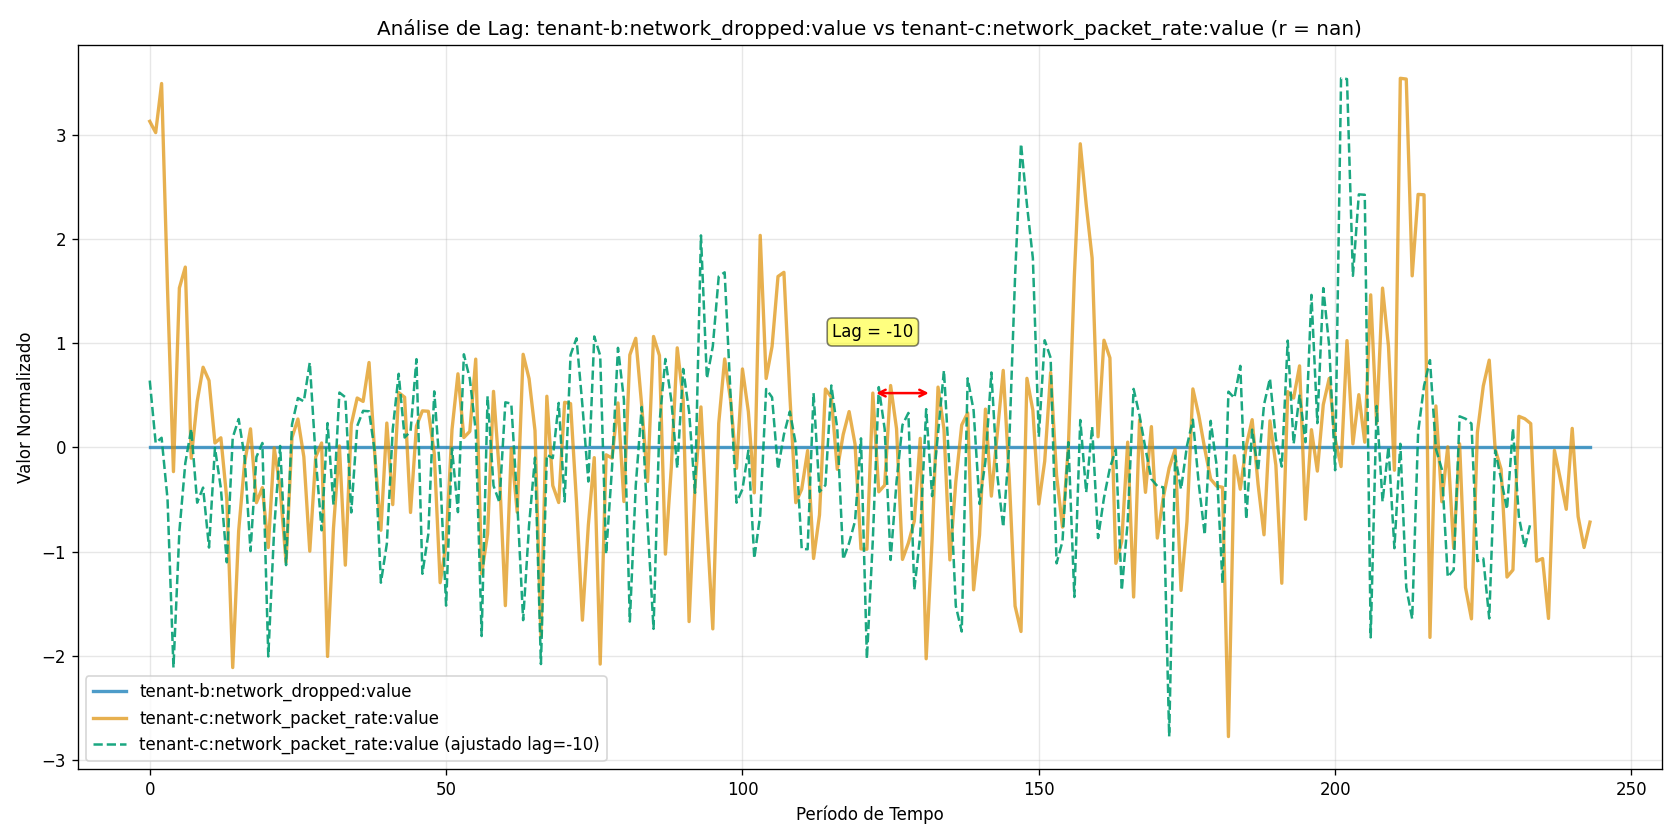 Análise de Lag: tenant-b:network_dropped:value vs tenant-c:network_packet_rate:value (r = nan)
Valor Normalizado
3
2
1
0
−1
−2
−3
Lag = -10
tenant-b:network_dropped:value
tenant-c:network_packet_rate:value
tenant-c:network_packet_rate:value (ajustado lag=-10)
0 50 100 150 200 250
Período de Tempo